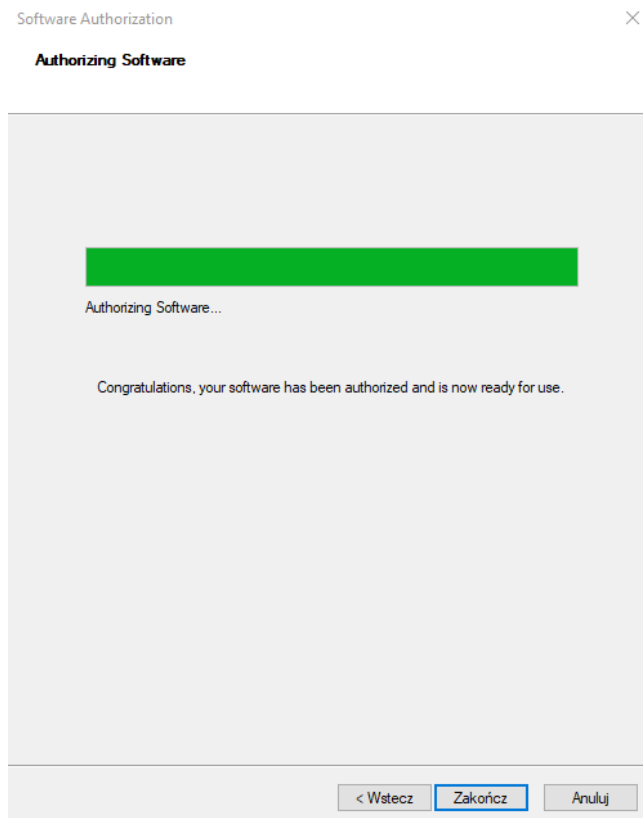 Software Authorization
Authorizing Software
Authorizing Software...
Congratulations, your software has been authorized and is now ready for use.
< Wstecz
Zakończ
Anuluj